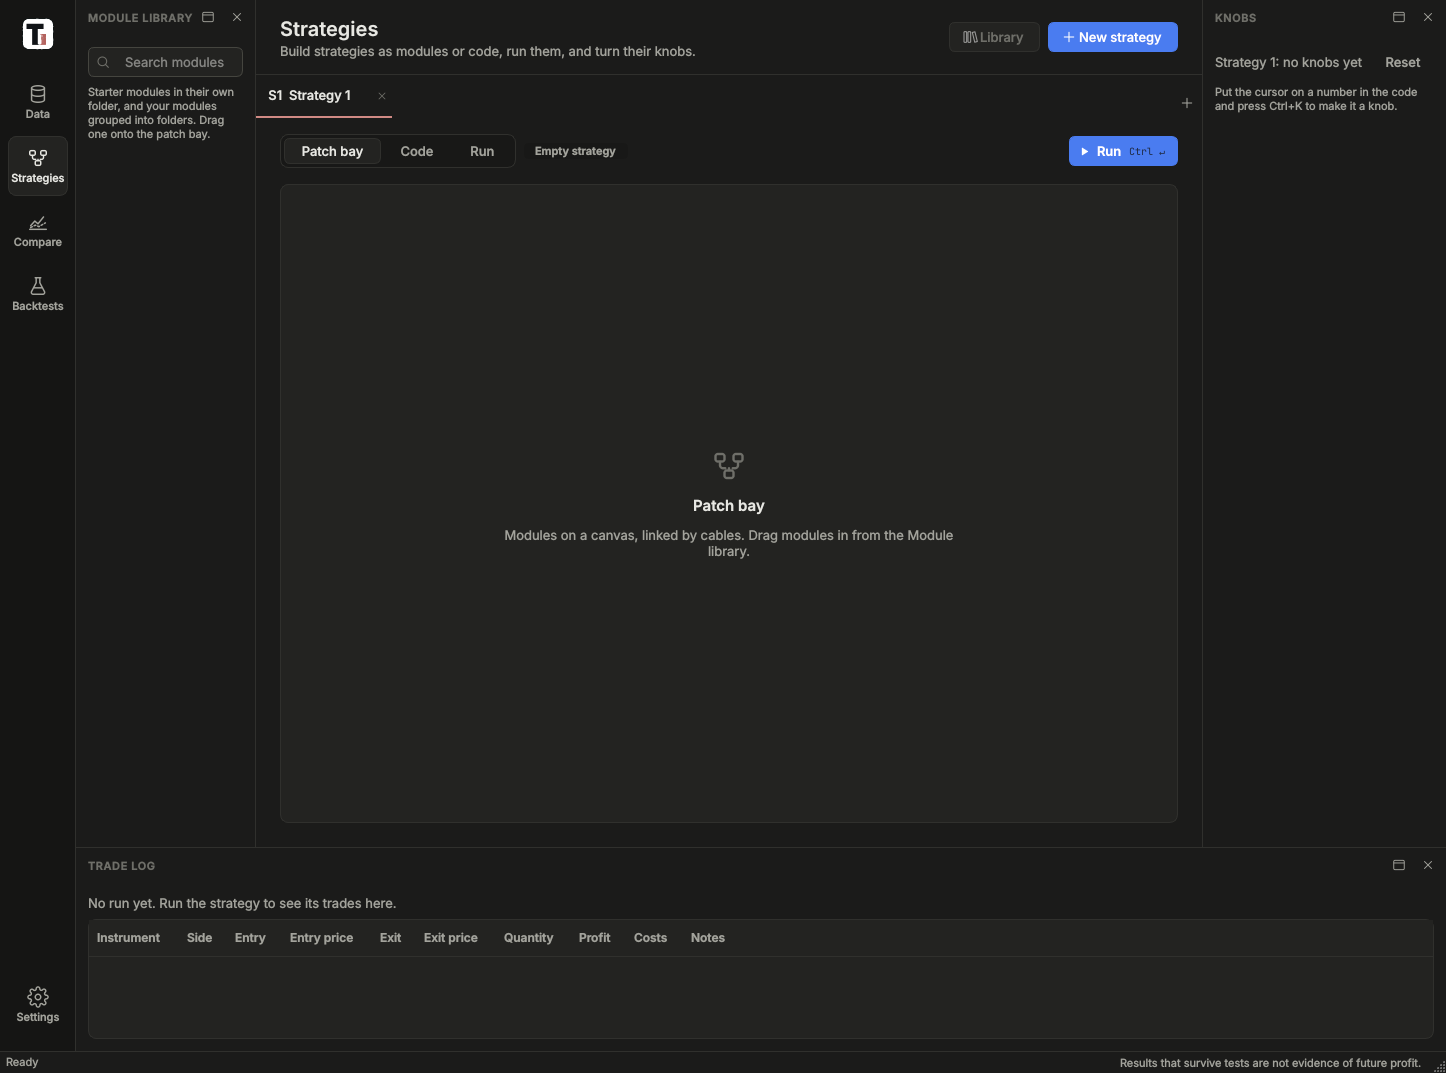 MODULE LIBRARY
Search modules
Starter modules in their own
folder, and your modules
grouped into folders. Drag
one onto the patch bay.
Data
Strategies
Compare
Backtests
Settings
Strategies
Build strategies as modules or code, run them, and turn their knobs.
Library
New strategy
S1 Strategy 1
Patch bay
Code
Run
Empty strategy
Run Ctrl ↵
Patch bay
Modules on a canvas, linked by cables. Drag modules in from the Module
library.
KNOBS
Strategy 1: no knobs yet
Reset
Put the cursor on a number in the code
and press Ctrl+K to make it a knob.
TRADE LOG
No run yet. Run the strategy to see its trades here.
Instrument Side Entry Entry price Exit Exit price Quantity Profit Costs Notes
Ready
Results that survive tests are not evidence of future profit.